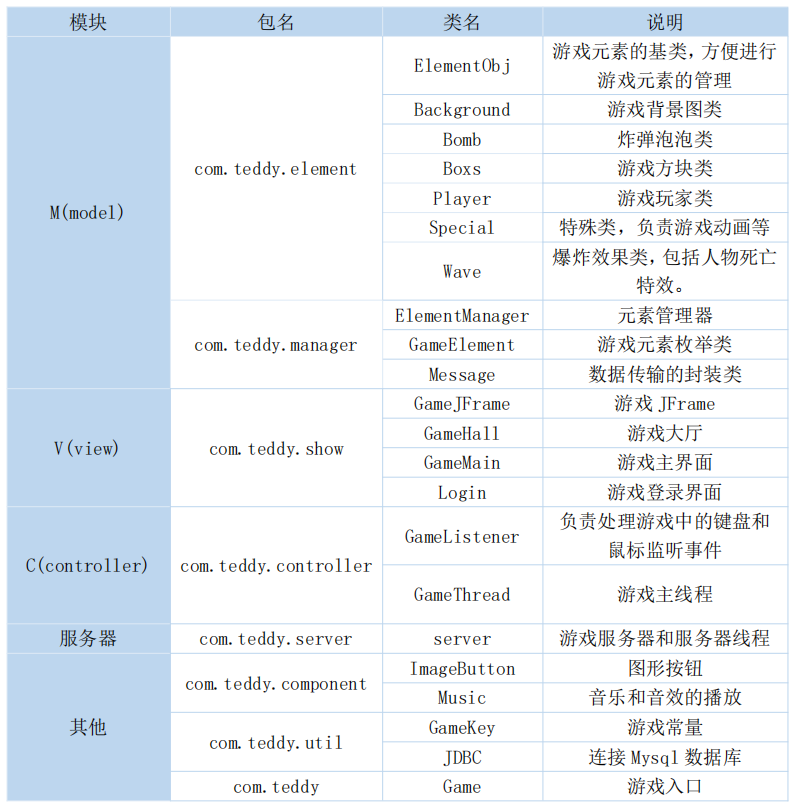 模块 包名 类名 说明
M(model)
com.teddy.element
ElementObj
游戏元素的基类，方便进行
游戏元素的管理
Background 游戏背景图类
Bomb 炸弹泡泡类
Boxs 游戏方块类
Player 游戏玩家类
Special 特殊类，负责游戏动画等
Wave
爆炸效果类，包括人物死亡
特效。
com.teddy.manager
ElementManager 元素管理器
GameElement 游戏元素枚举类
Message 数据传输的封装类
V(view)
com.teddy.show
GameJFrame 游戏 JFrame
GameHall 游戏大厅
GameMain 游戏主界面
Login 游戏登录界面
C(controller)
com.teddy.controller
GameListener
负责处理游戏中的键盘和
鼠标监听事件
GameThread 游戏主线程
服务器 com.teddy.server server 游戏服务器和服务器线程
其他
com.teddy.component
ImageButton 图形按钮
Music 音乐和音效的播放
com.teddy.util
GameKey 游戏常量
JDBC 连接 Mysql 数据库
com.teddy Game 游戏入口